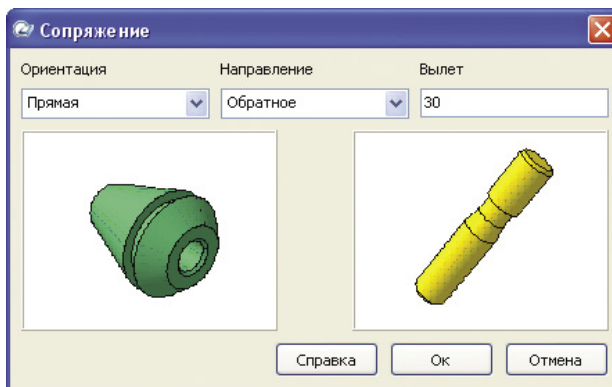 Сопряжение
Ориентация Направление Вылет
Прямая Обратное 30
Справка Ок Отмена